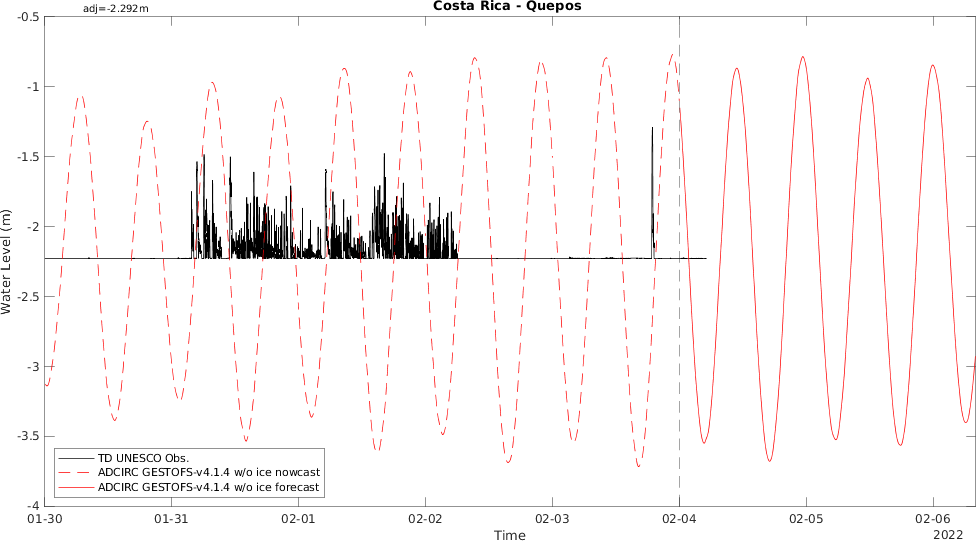 Costa Rica - Quepos
adj=-2.292m
-0.5
-1
-1.5
-2
-2.5
-3
-3.5
-4
Water Level (m)
TD UNESCO Obs.
ADCIRC GESTOFS-v4.1.4 w/o ice nowcast
ADCIRC GESTOFS-v4.1.4 w/o ice forecast
01-30 01-31 02-01 02-02 02-03 02-04 02-05 02-06
Time
2022